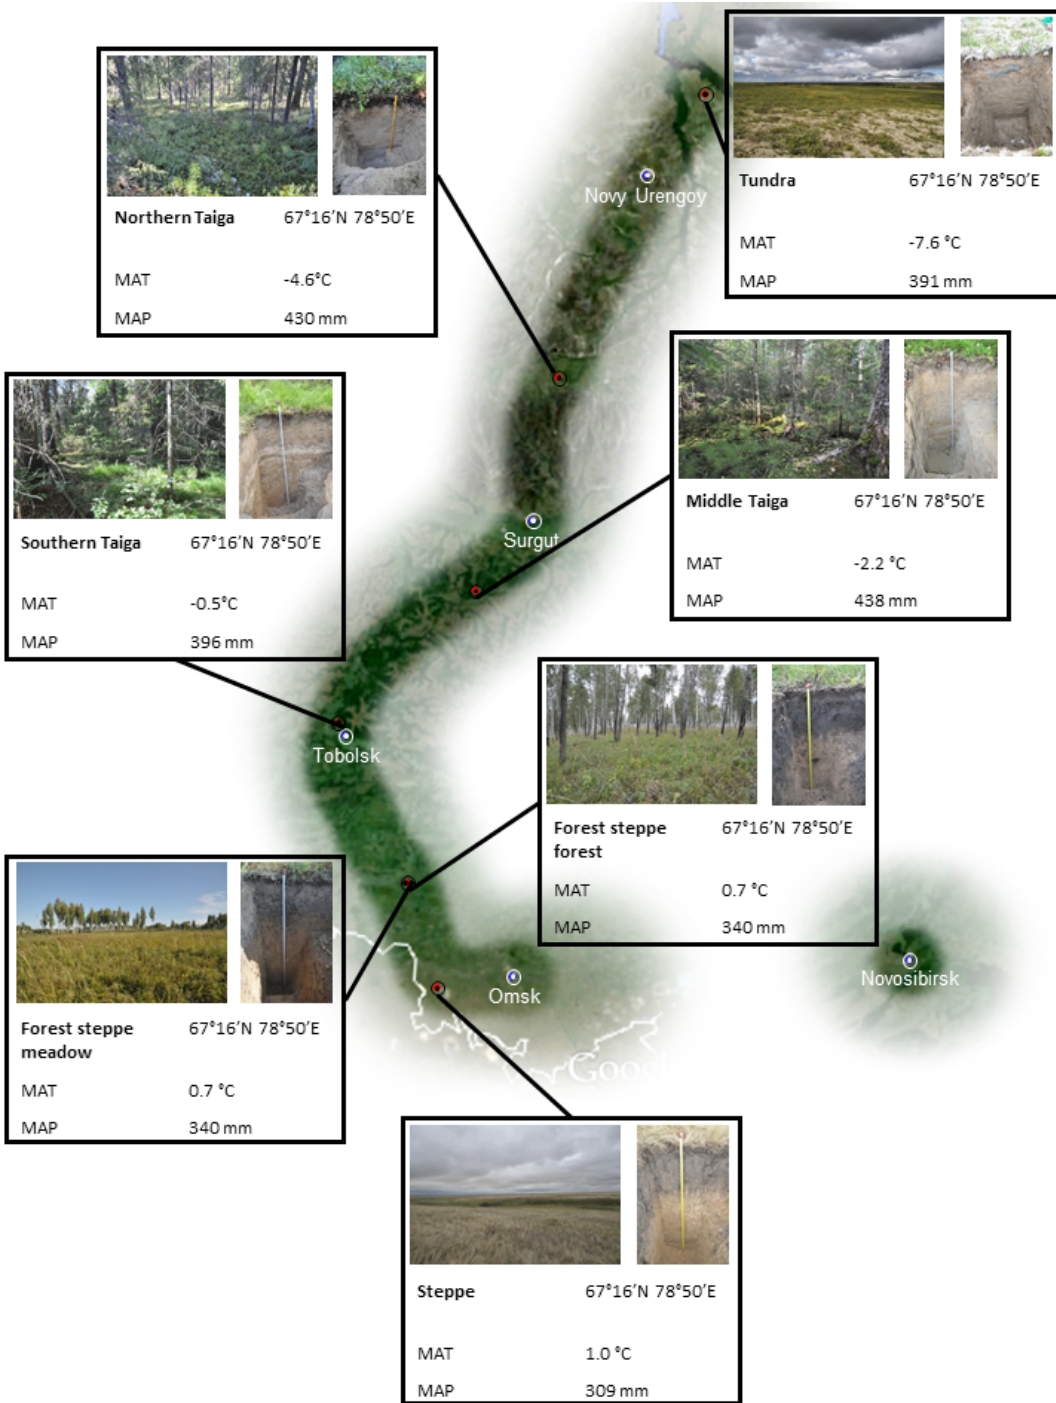 Northern Taiga 67°16’N 78°50’E
MAT -4.6°C
MAP 430 mm
Tundra 67°16’N 78°50’E
MAT -7.6 °C
MAP 391 mm
Novy Urengoy
Southern Taiga 67°16’N 78°50’E
MAT -0.5°C
MAP 396 mm
Middle Taiga 67°16’N 78°50’E
MAT -2.2 °C
MAP 438 mm
Surgut
Tobolsk
Forest steppe 67°16’N 78°50’E
forest
MAT 0.7 °C
MAP 340 mm
Forest steppe 67°16’N 78°50’E
meadow
MAT 0.7 °C
MAP 340 mm
Omsk
Novosibirsk
Steppe 67°16’N 78°50’E
MAT 1.0 °C
MAP 309 mm